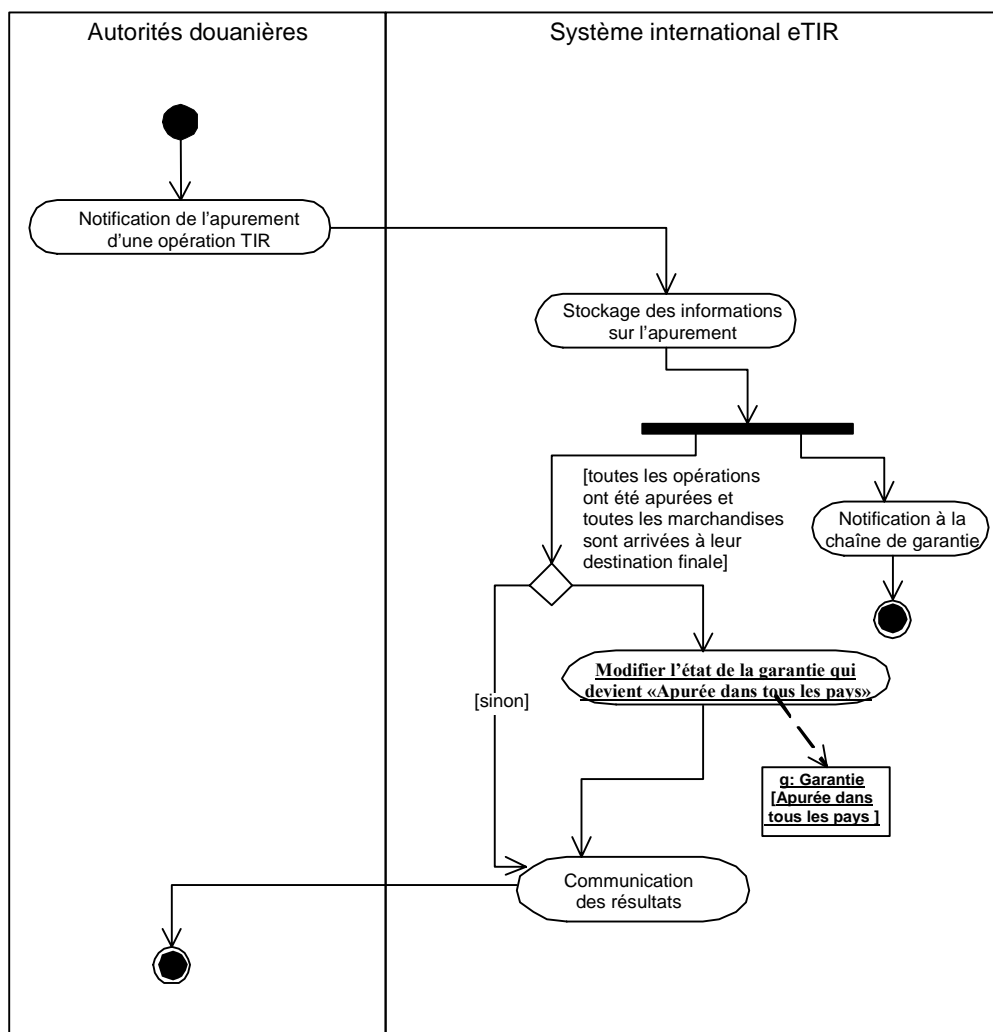 Autorités douanières
Système international eTIR
Notification de l'apurement
d'une opération TIR
Stockage des informations
sur l'apurement
[toutes les opérations
ont été apurées et
toutes les marchandises
sont arrivées à leur
destination finale]
Notification à la
chaîne de garantie
Modifier l'état de la garantie qui
devient «Apurée dans tous les pays»
[sinon]
g: Garantie
[Apurée dans
tous les pays ]
Communication
des résultats